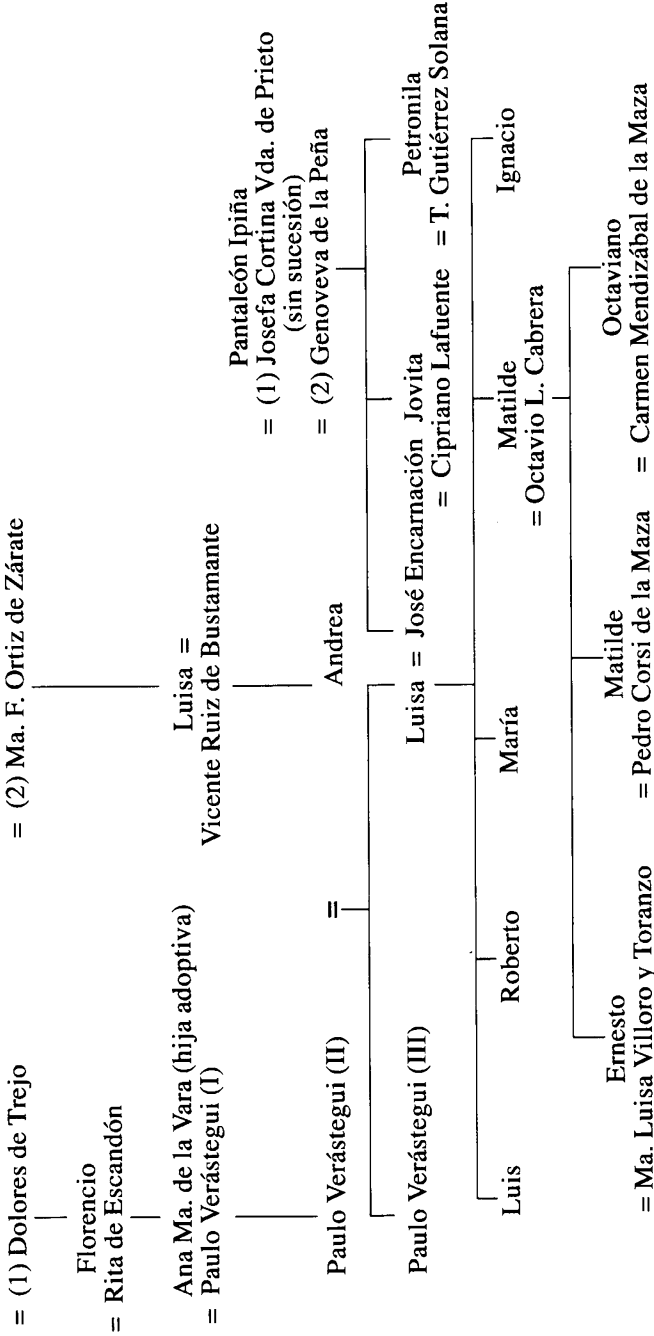 = (1) Dolores de Trejo
= (2) Ma. F. Ortiz de Zárate
Florencio
= Rita de Escandón
Ana Ma. de la Vara (hija adoptiva)
= Paulo Verástegui (I)
Luisa =
Vicente Ruiz de Bustamante
Pantaleón Ipiña
= (1) Josefa Cortina Vda. de Prieto
(sin sucesión)
= (2) Genoveva de la Peña
Paulo Verástegui (II)
=
Andrea
Paulo Verástegui (III)
Luisa = José Encarnación
Jovita
= Cipriano Lafuente
Petronila
= T. Gutiérrez Solana
Luis
Roberto
María
Matilde
= Octavio L. Cabrera
Ignacio
Ernesto
= Ma. Luisa Villoro y Toranzo
Matilde
= Pedro Corsi de la Maza
Octaviano
= Carmen Mendizábal de la Maza